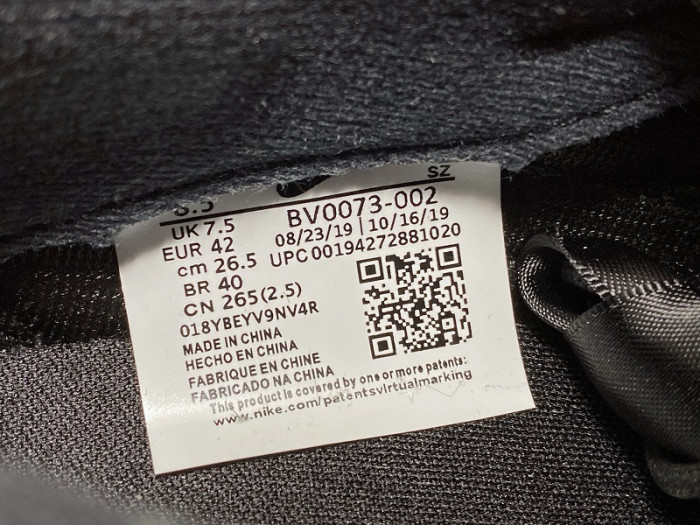 SZ
8.5
UK 7.5 BV0073-002
EUR 42 08/23/19 | 10/16/19
cm 26.5 UPC 00194272881020
BR 40
CN 265 (2.5)
018YBEYV9NV4R
MADE IN CHINA
HECHO EN CHINA
FABRIQUE EN CHINE
FABRICADO NA CHINA
This product is covered by one or more patents:
www.nike.com/patentsvirtualmarking